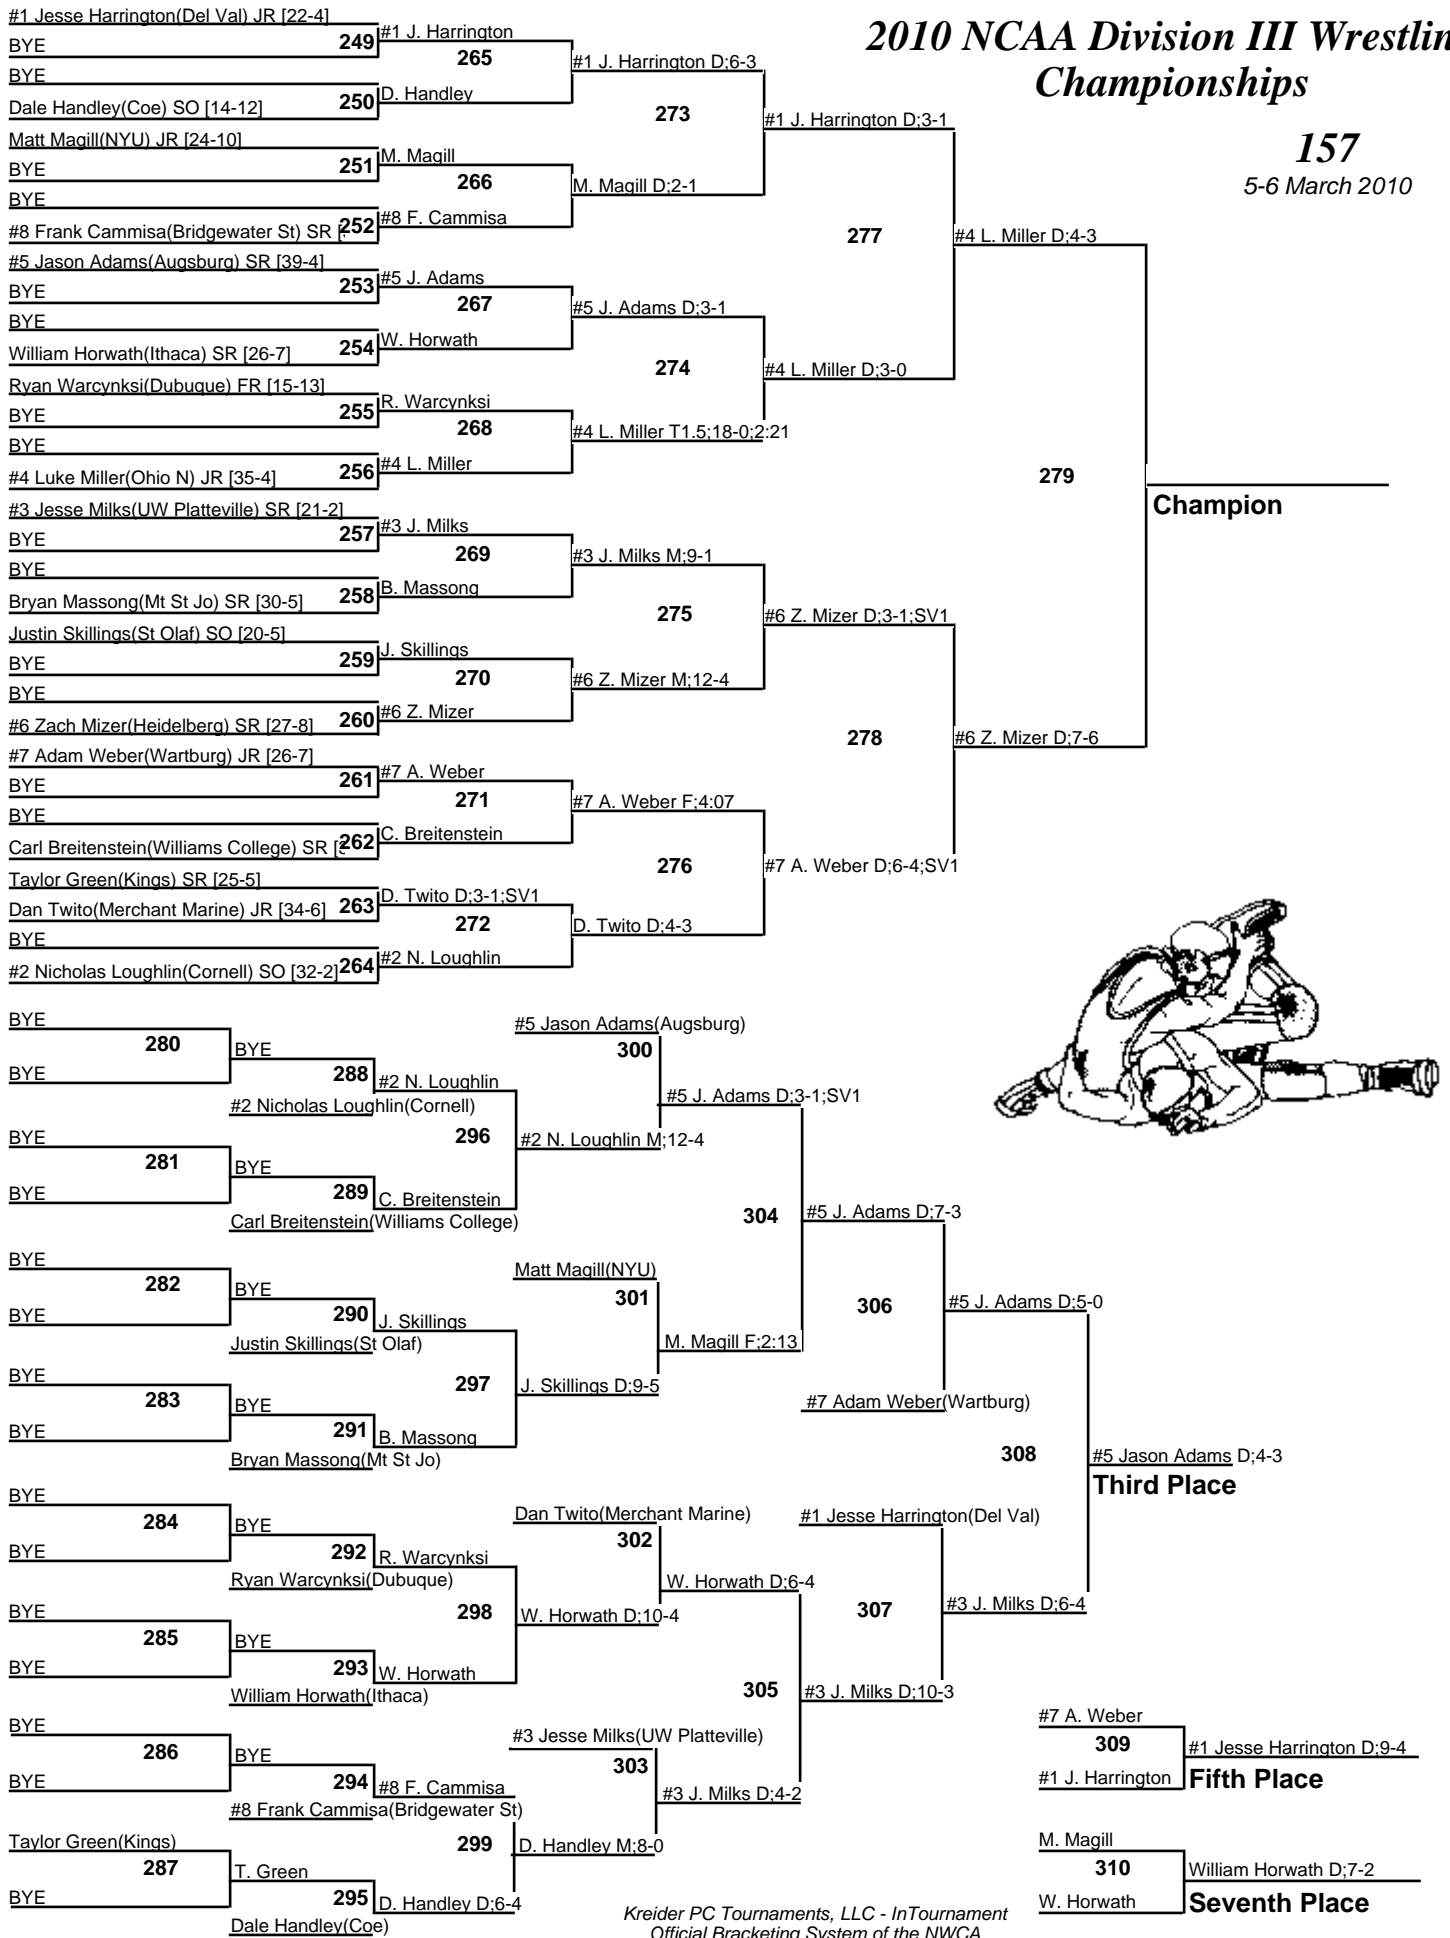 2010 NCAA Division III Wrestlin
Championships
157
5-6 March 2010
#1 Jesse Harrington(Del Val) JR [22-4]
BYE
249
BYE
Dale Handley(Coe) SO [14-12]
250
Matt Magill(NYU) JR [24-10]
BYE
251
BYE
#8 Frank Cammisa(Bridgewater St) SR [
252
#5 Jason Adams(Augsburg) SR [39-4]
BYE
253
BYE
William Horwath(Ithaca) SR [26-7]
254
Ryan Warcynksi(Dubuque) FR [15-13]
BYE
255
BYE
#4 Luke Miller(Ohio N) JR [35-4]
256
#3 Jesse Milks(UW Platteville) SR [21-2]
BYE
257
BYE
Bryan Massong(Mt St Jo) SR [30-5]
258
Justin Skillings(St Olaf) SO [20-5]
BYE
259
BYE
#6 Zach Mizer(Heidelberg) SR [27-8]
260
#7 Adam Weber(Wartburg) JR [26-7]
BYE
261
BYE
Carl Breitenstein(Williams College) SR [
262
Taylor Green(Kings) SR [25-5]
Dan Twito(Merchant Marine) JR [34-6]
263
BYE
#2 Nicholas Loughlin(Cornell) SO [32-2]
264
#1 J. Harrington
265
D. Handley
M. Magill
266
#8 F. Cammisa
#5 J. Adams
267
W. Horwath
R. Warcynksi
268
#4 L. Miller
#3 J. Milks
269
B. Massong
J. Skillings
270
#6 Z. Mizer
#7 A. Weber
271
C. Breitenstein
D. Twito D;3-1;SV1
272
#2 N. Loughlin
#1 J. Harrington D;6-3
273
M. Magill D;2-1
#5 J. Adams D;3-1
274
#4 L. Miller T1.5;18-0;2:21
#3 J. Milks M;9-1
275
#6 Z. Mizer M;12-4
#7 A. Weber F;4:07
276
D. Twito D;4-3
#1 J. Harrington D;3-1
277
#4 L. Miller D;3-0
#6 Z. Mizer D;3-1;SV1
278
#7 A. Weber D;6-4;SV1
#4 L. Miller D;4-3
279
#6 Z. Mizer D;7-6
Champion
BYE
280
BYE
BYE
281
BYE
BYE
282
BYE
BYE
283
BYE
BYE
284
BYE
BYE
285
BYE
BYE
286
BYE
Taylor Green(Kings)
287
BYE
BYE
288
#2 Nicholas Loughlin(Cornell)
BYE
289
Carl Breitenstein(Williams College)
BYE
290
Justin Skillings(St Olaf)
BYE
291
Bryan Massong(Mt St Jo)
BYE
292
Ryan Warcynksi(Dubuque)
BYE
293
William Horwath(Ithaca)
BYE
294
#8 Frank Cammisa(Bridgewater St)
T. Green
295
Dale Handley(Coe)
#2 N. Loughlin
296
C. Breitenstein
J. Skillings
297
B. Massong
R. Warcynksi
298
W. Horwath
#8 F. Cammisa
299
D. Handley D;6-4
#5 Jason Adams(Augsburg)
300
#2 N. Loughlin M;12-4
Matt Magill(NYU)
301
J. Skillings D;9-5
Dan Twito(Merchant Marine)
302
W. Horwath D;10-4
#3 Jesse Milks(UW Platteville)
303
D. Handley M;8-0
#5 J. Adams D;3-1;SV1
304
M. Magill F;2:13
W. Horwath D;6-4
305
#3 J. Milks D;4-2
#5 J. Adams D;7-3
306
#7 Adam Weber(Wartburg)
#1 Jesse Harrington(Del Val)
307
#3 J. Milks D;10-3
#5 J. Adams D;5-0
308
#3 J. Milks D;6-4
#5 Jason Adams D;4-3
Third Place
#7 A. Weber
309
#1 J. Harrington
#1 Jesse Harrington D;9-4
Fifth Place
M. Magill
310
W. Horwath
William Horwath D;7-2
Seventh Place
Kreider PC Tournaments, LLC - InTournament
Official Bracketing System of the NWCA